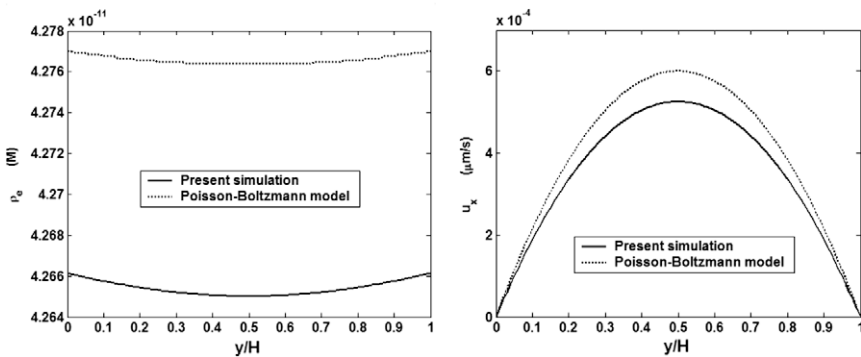 x 10⁻¹¹
4.278
4.276
4.274
4.272
4.27
4.268
4.266
4.264
ρe (M)
Present simulation
Poisson-Boltzmann model
0 0.1 0.2 0.3 0.4 0.5 0.6 0.7 0.8 0.9 1
y/H
x 10⁻⁴
6
4
2
0
ux (μm/s)
Present simulation
Poisson-Boltzmann model
0 0.1 0.2 0.3 0.4 0.5 0.6 0.7 0.8 0.9 1
y/H